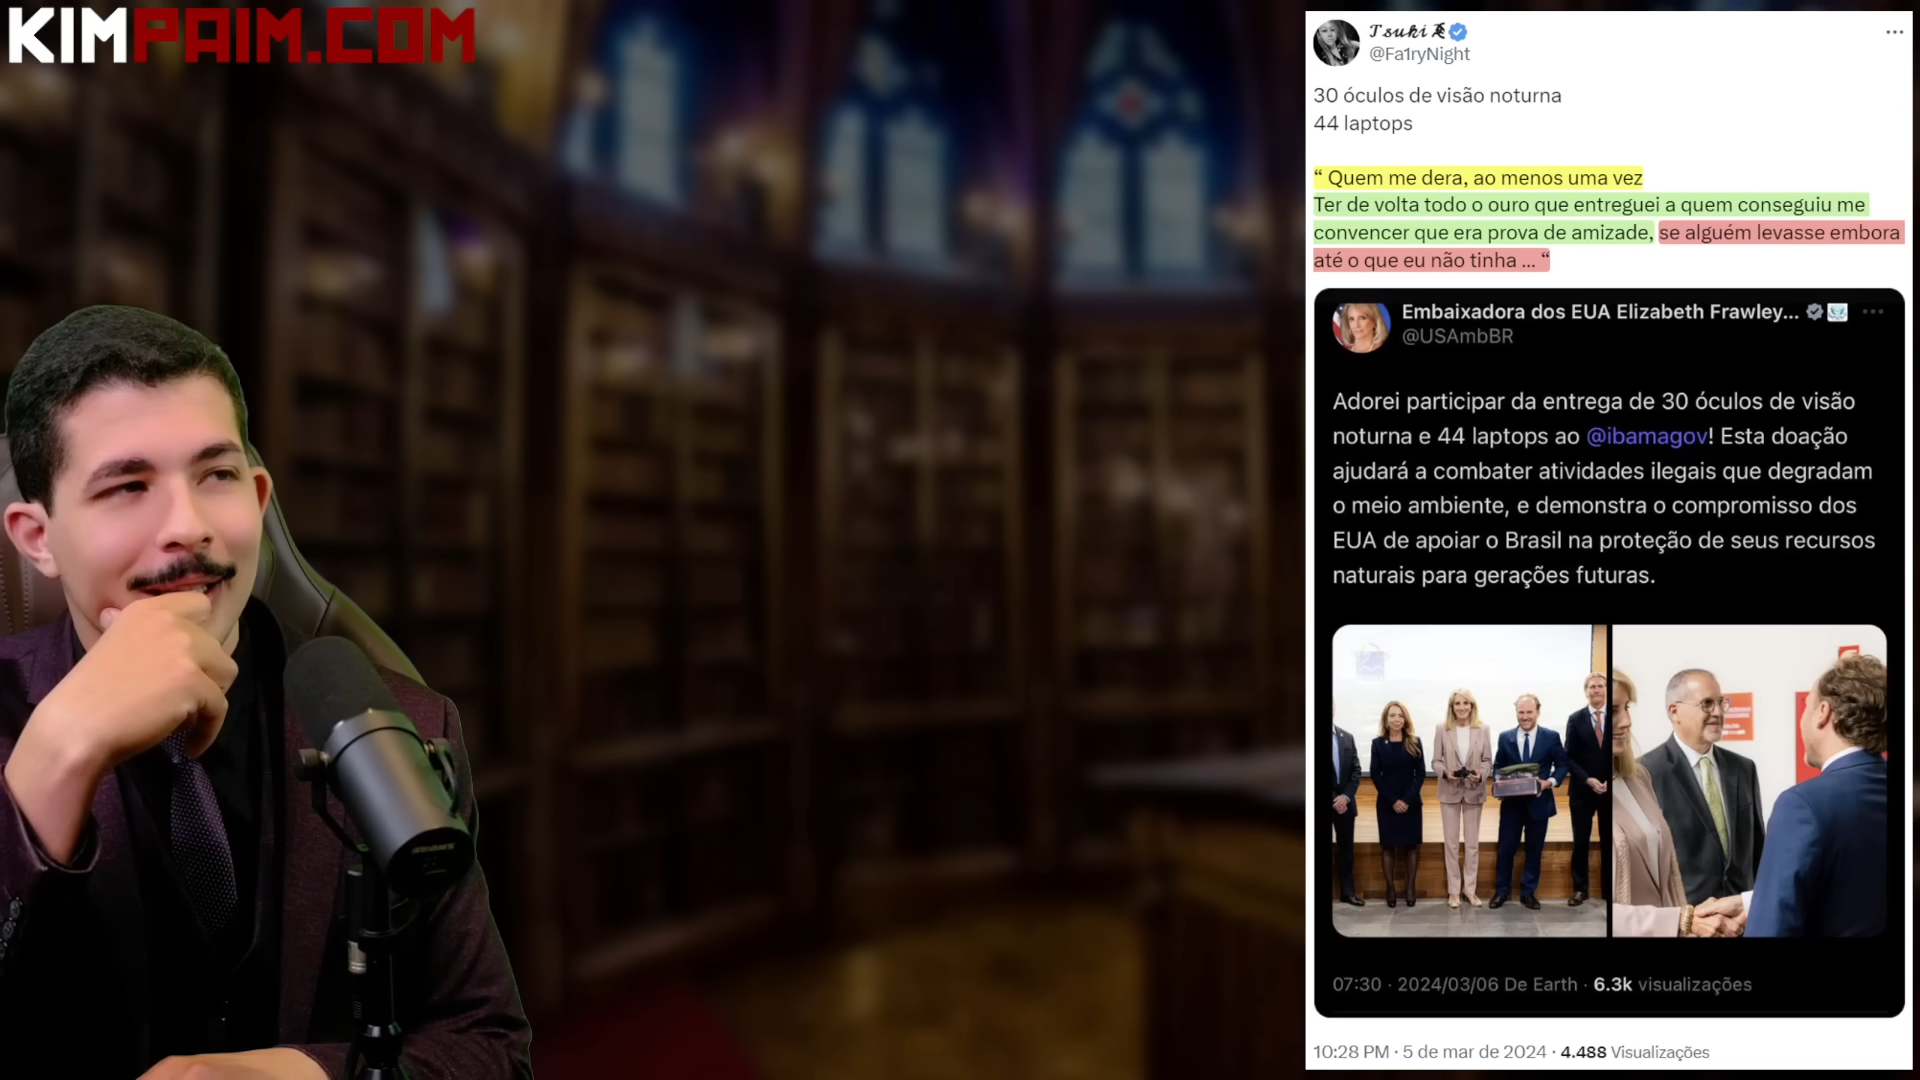 KIMPAIM.COM
Tsuki
@Fa1ryNight
30 óculos de visão noturna
44 laptops
“ Quem me dera, ao menos uma vez
Ter de volta todo o ouro que entreguei a quem conseguiu me
convencer que era prova de amizade, se alguém levasse embora
até o que eu não tinha ... “
Embaixadora dos EUA Elizabeth Frawley...
@USAmbBR
Adorei participar da entrega de 30 óculos de visão
noturna e 44 laptops ao @ibamagov! Esta doação
ajudará a combater atividades ilegais que degradam
o meio ambiente, e demonstra o compromisso dos
EUA de apoiar o Brasil na proteção de seus recursos
naturais para gerações futuras.
07:30 · 2024/03/06 De Earth · 6.3k visualizações
10:28 PM · 5 de mar de 2024 · 4.488 Visualizações